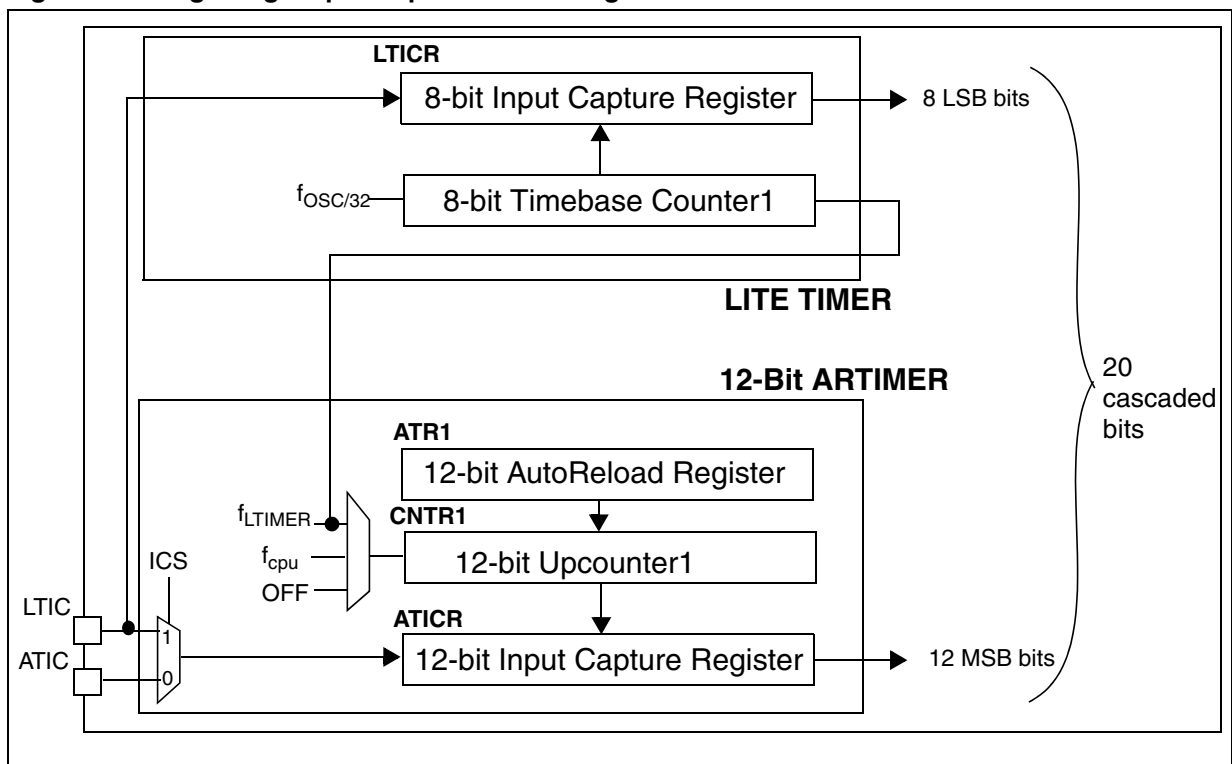 LTICR
8-bit Input Capture Register
8 LSB bits
fOSC/32
8-bit Timebase Counter1
LITE TIMER
12-Bit ARTIMER
20
cascaded
bits
ATR1
12-bit AutoReload Register
fLTIMER
CNTR1
fcpu
12-bit Upcounter1
OFF
ICS
LTIC
ATICR
1
12-bit Input Capture Register
12 MSB bits
ATIC
0